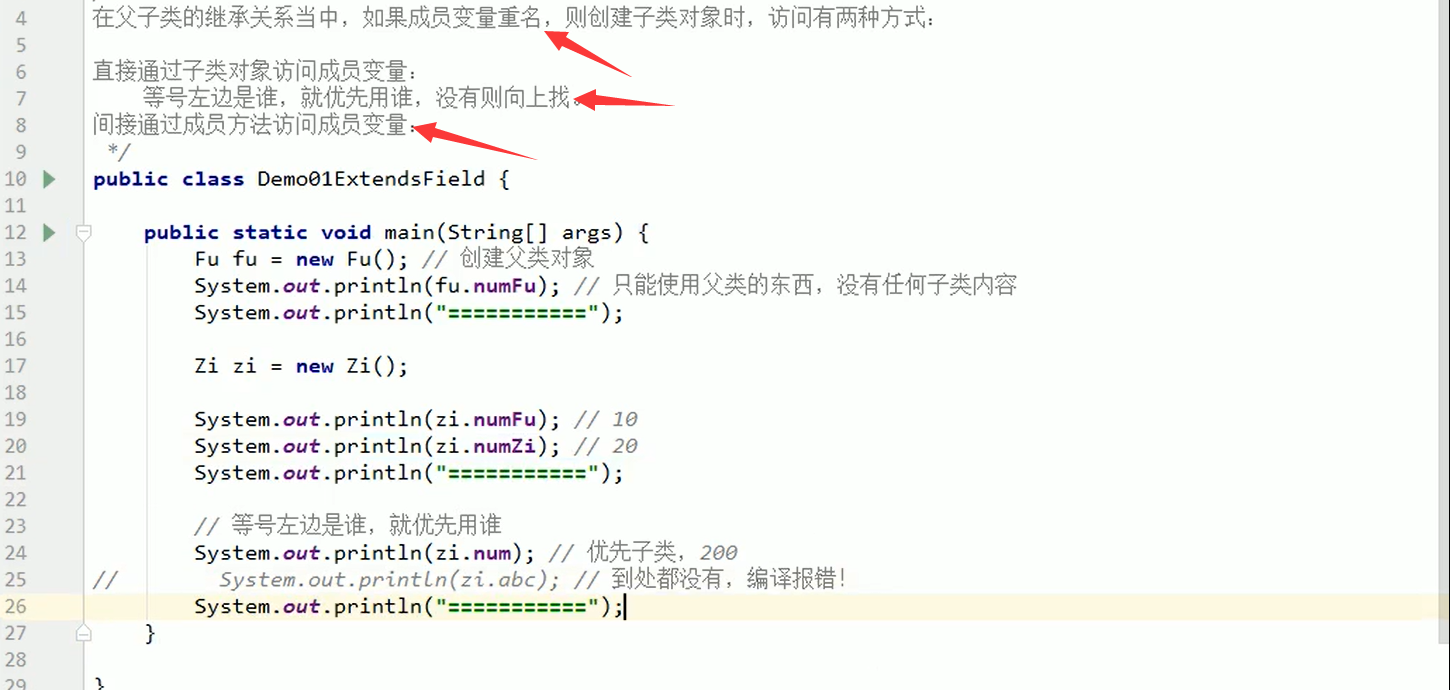 4 在父子类的继承关系当中，如果成员变量重名，则创建子类对象时，访问有两种方式：
5
6 直接通过子类对象访问成员变量：
7     等号左边是谁，就优先用谁，没有则向上找。
8 间接通过成员方法访问成员变量：
9  */
10 public class Demo01ExtendsField {
11
12     public static void main(String[] args) {
13         Fu fu = new Fu(); // 创建父类对象
14         System.out.println(fu.numFu); // 只能使用父类的东西，没有任何子类内容
15         System.out.println("===========");
16
17         Zi zi = new Zi();
18
19         System.out.println(zi.numFu); // 10
20         System.out.println(zi.numZi); // 20
21         System.out.println("===========");
22
23         // 等号左边是谁，就优先用谁
24         System.out.println(zi.num); // 优先子类，200
25 //        System.out.println(zi.abc); // 到处都没有，编译报错！
26         System.out.println("===========");
27     }
28
29 }